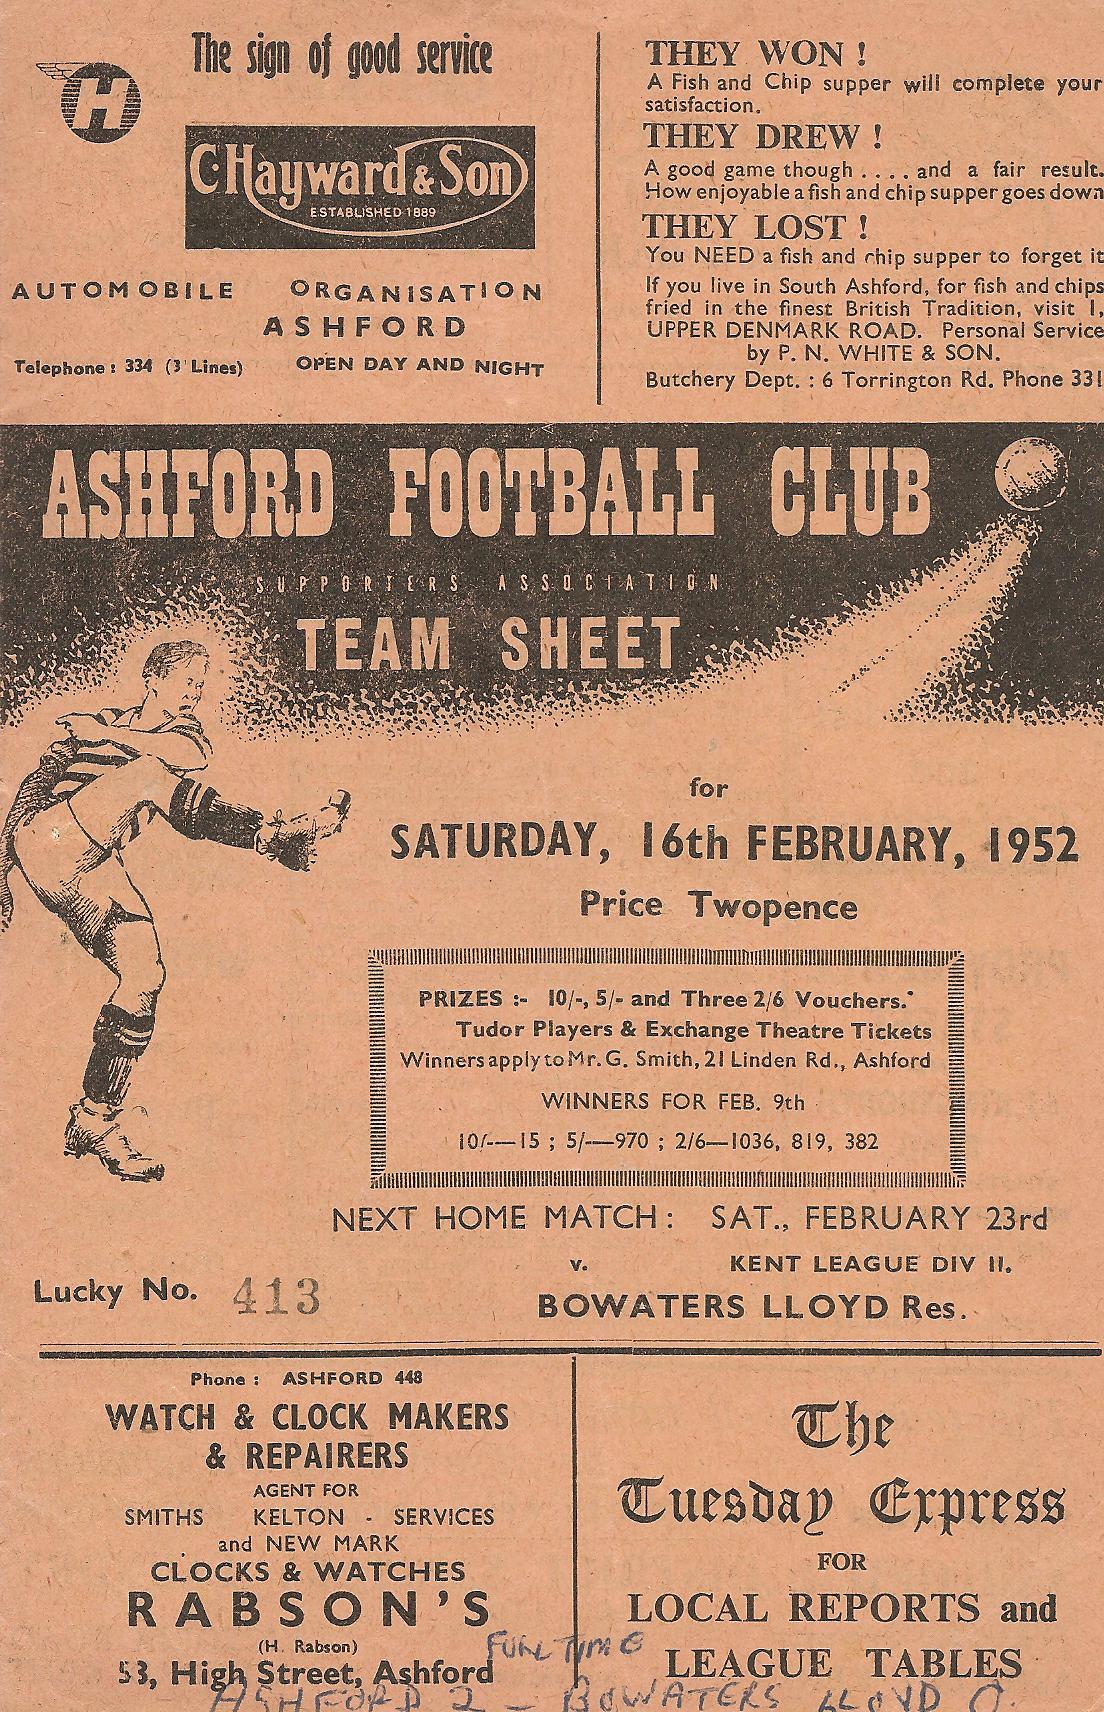 The sign of good service
H
C. Hayward & Son
ESTABLISHED 1889
AUTOMOBILE ORGANISATION
ASHFORD
Telephone : 334 (3 Lines) OPEN DAY AND NIGHT
THEY WON !
A Fish and Chip supper will complete your
satisfaction.
THEY DREW !
A good game though . . . . and a fair result.
How enjoyable a fish and chip supper goes down
THEY LOST !
You NEED a fish and chip supper to forget it
If you live in South Ashford, for fish and chips
fried in the finest British Tradition, visit 1,
UPPER DENMARK ROAD. Personal Service
by P. N. WHITE & SON.
Butchery Dept. : 6 Torrington Rd. Phone 331
ASHFORD FOOTBALL CLUB
SUPPORTERS ASSOCIATION
TEAM SHEET
for
SATURDAY, 16th FEBRUARY, 1952
Price Twopence
PRIZES :- 10/-, 5/- and Three 2/6 Vouchers.
Tudor Players & Exchange Theatre Tickets
Winners apply to Mr. G. Smith, 21 Linden Rd., Ashford
WINNERS FOR FEB. 9th
10/-—15 ; 5/-—970 ; 2/6—1036, 819, 382
NEXT HOME MATCH : SAT., FEBRUARY 23rd
v. KENT LEAGUE DIV II.
BOWATERS LLOYD Res.
Lucky No. 413
Phone : ASHFORD 448
WATCH & CLOCK MAKERS
& REPAIRERS
AGENT FOR
SMITHS KELTON - SERVICES
and NEW MARK
CLOCKS & WATCHES
RABSON'S
(H. Rabson)
53, High Street, Ashford
The
Tuesday Express
FOR
LOCAL REPORTS and
LEAGUE TABLES
FULL TIME
ASHFORD 2 - BOWATERS LLOYD 0.